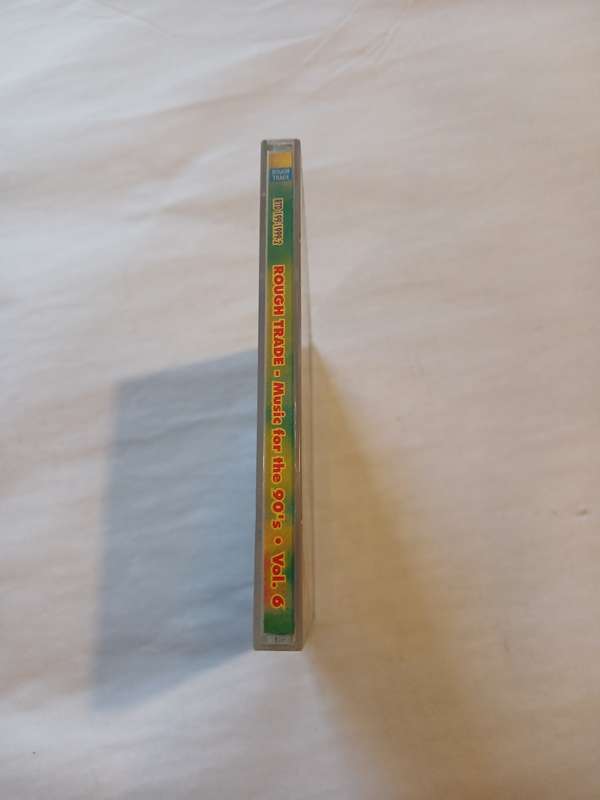 ROUGH
TRADE
ROUGH TRADE - Music for the 90's • Vol. 6